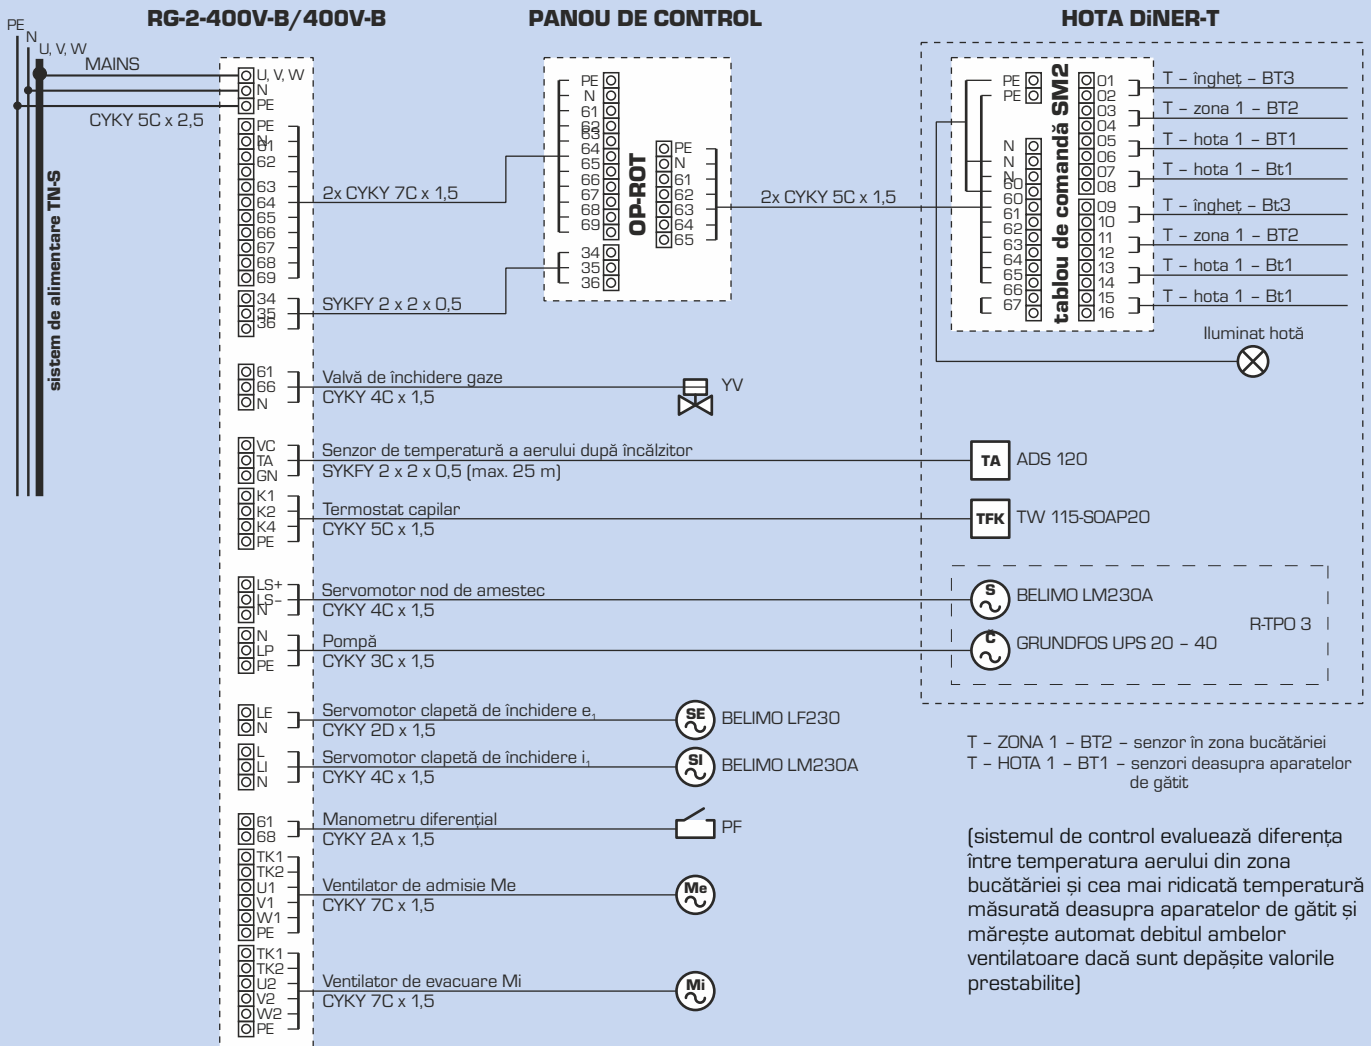 RG-2-400V-B/400V-B
PANOU DE CONTROL
HOTA DiNER-T
PE
N
U, V, W
MAINS
CYKY 5C x 2,5
sistem de alimentare TN-S
U, V, W
N
PE
PE
N
61
62
63
64
65
66
67
68
69
34
35
36
2x CYKY 7C x 1,5
SYKFY 2 x 2 x 0,5
PE
N
61
62
63
64
65
66
67
68
69
34
35
36
OP-ROT
PE
N
61
62
63
64
65
2x CYKY 5C x 1,5
PE
PE
N
N
N
60
60
61
62
63
64
65
66
67
tablou de comandă SM2
01
02
03
04
05
06
07
08
09
10
11
12
13
14
15
16
T – îngheț – BT3
T – zona 1 – BT2
T – hota 1 – BT1
T – hota 1 – Bt1
T – îngheț – Bt3
T – zona 1 – BT2
T – hota 1 – Bt1
T – hota 1 – Bt1
Iluminat hotă
61
66
N
Valvă de închidere gaze
CYKY 4C x 1,5
YV
VC
TA
GN
Senzor de temperatură a aerului după încălzitor
SYKFY 2 x 2 x 0,5 (max. 25 m)
TA
ADS 120
K1
K2
K4
PE
Termostat capilar
CYKY 5C x 1,5
TFK
TW 115-SOAP20
LS+
LS–
N
Servomotor nod de amestec
CYKY 4C x 1,5
S
BELIMO LM230A
N
LP
PE
Pompă
CYKY 3C x 1,5
Č
GRUNDFOS UPS 20 – 40
R-TPO 3
LE
N
Servomotor clapetă de închidere e1
CYKY 2D x 1,5
SE
BELIMO LF230
L
LI
N
Servomotor clapetă de închidere i1
CYKY 4C x 1,5
SI
BELIMO LM230A
61
68
Manometru diferențial
CYKY 2A x 1,5
PF
TK1
TK2
U1
V1
W1
PE
Ventilator de admisie Me
CYKY 7C x 1,5
Me
TK1
TK2
U2
V2
W2
PE
Ventilator de evacuare Mi
CYKY 7C x 1,5
Mi
T – ZONA 1 – BT2 – senzor în zona bucătăriei
T – HOTA 1 – BT1 – senzori deasupra aparatelor
de gătit
(sistemul de control evaluează diferența
între temperatura aerului din zona
bucătăriei și cea mai ridicată temperatură
măsurată deasupra aparatelor de gătit și
mărește automat debitul ambelor
ventilatoare dacă sunt depășite valorile
prestabilite)